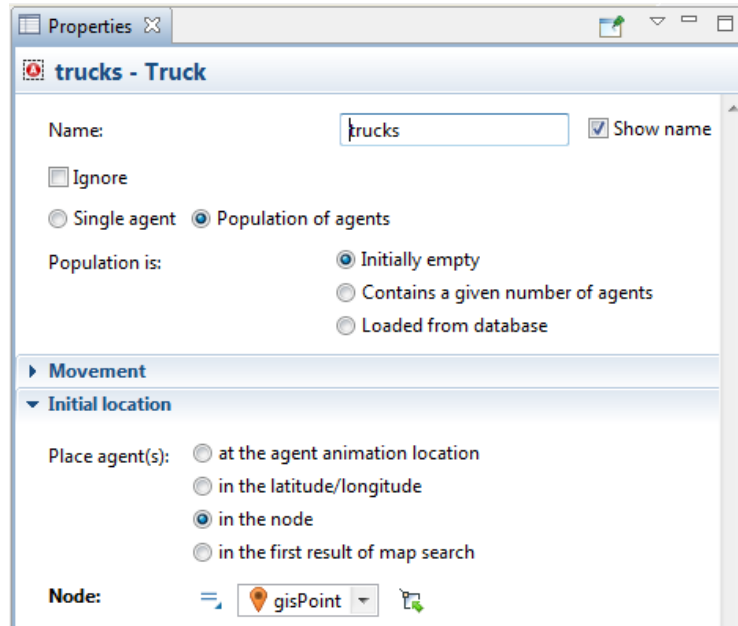 Properties
trucks - Truck
Name: trucks Show name
Ignore
Single agent Population of agents
Population is: Initially empty
Contains a given number of agents
Loaded from database
Movement
Initial location
Place agent(s): at the agent animation location
in the latitude/longitude
in the node
in the first result of map search
Node: gisPoint